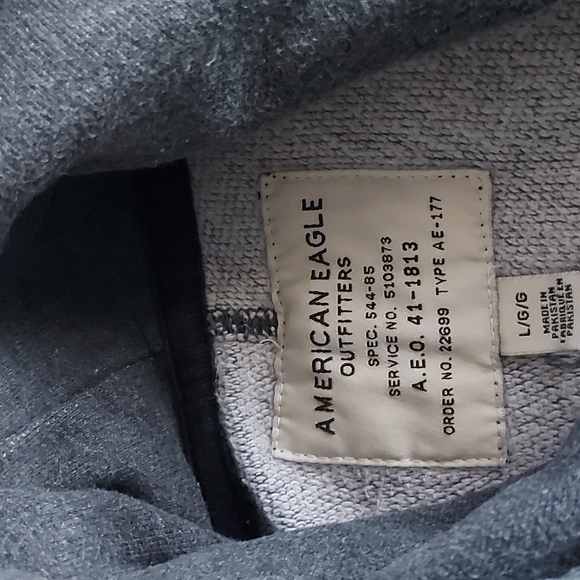 AMERICAN EAGLE
OUTFITTERS
SPEC. 544-85
SERVICE NO. 5103873
A.E.O. 41-1813
ORDER NO. 22699 TYPE AE-177
L/G/G
MADE IN
PAKISTAN
FABRIQUÉ EN
PAKISTAN